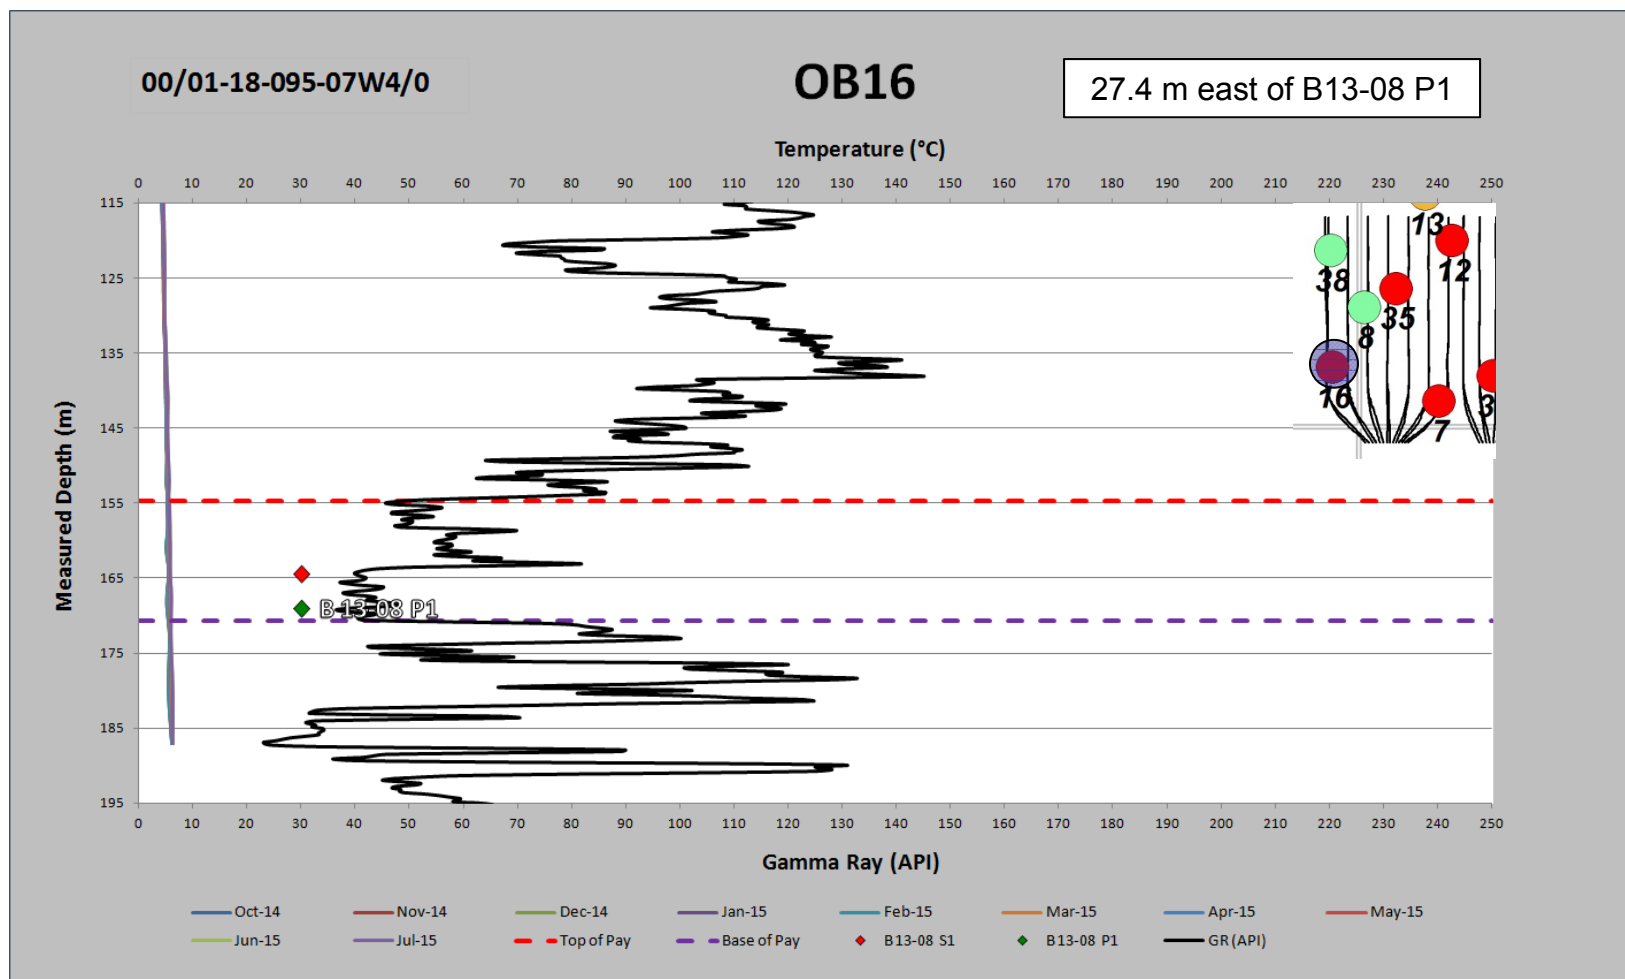 00/01-18-095-07W4/0
OB16
27.4 m east of B13-08 P1
Temperature (°C)
0 10 20 30 40 50 60 70 80 90 100 110 120 130 140 150 160 170 180 190 200 210 220 230 240 250
115
125
135
145
155
165
175
185
195
Measured Depth (m)
13
12
38
35
8
16
3
7
B 13-08 P1
0 10 20 30 40 50 60 70 80 90 100 110 120 130 140 150 160 170 180 190 200 210 220 230 240 250
Gamma Ray (API)
Oct-14 Nov-14 Dec-14 Jan-15 Feb-15 Mar-15 Apr-15 May-15
Jun-15 Jul-15 Top of Pay Base of Pay B13-08 S1 B13-08 P1 GR (API)